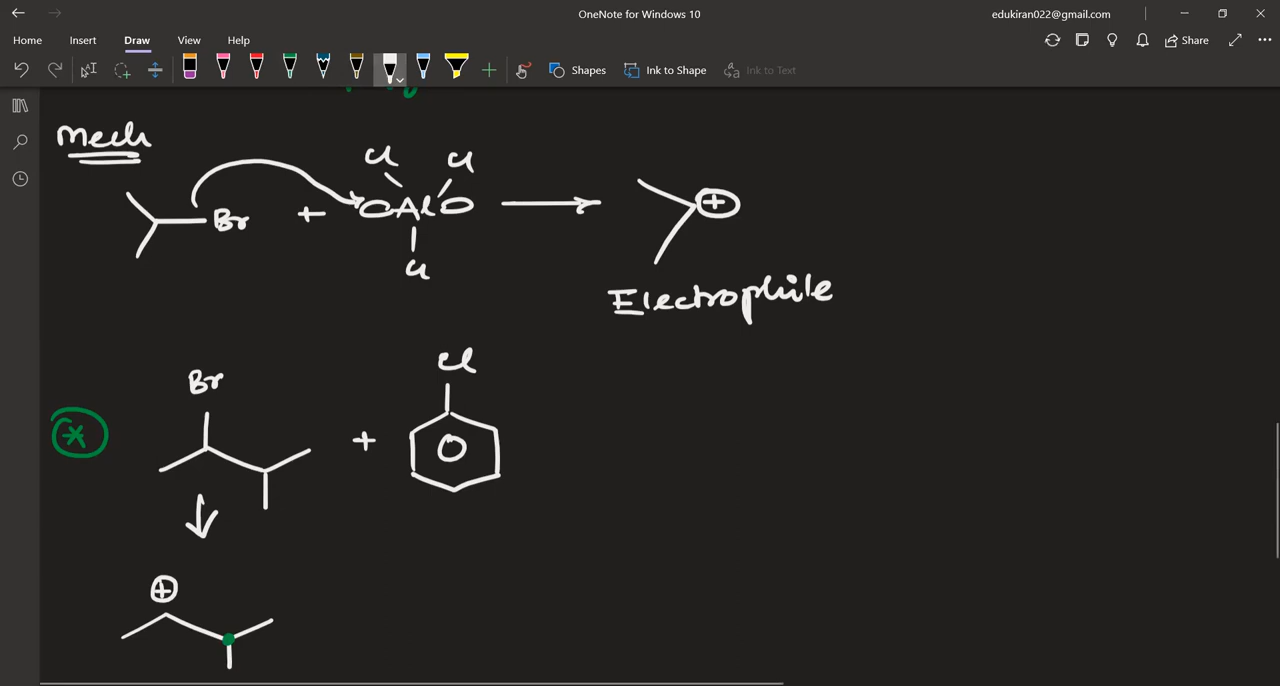 OneNote for Windows 10
edukiran022@gmail.com
Home Insert Draw View Help
Share
Shapes
Ink to Shape
Ink to Text
Mech
Cl Cl
Br + Al
Cl
+
Electrophile
Br
Cl
+
+